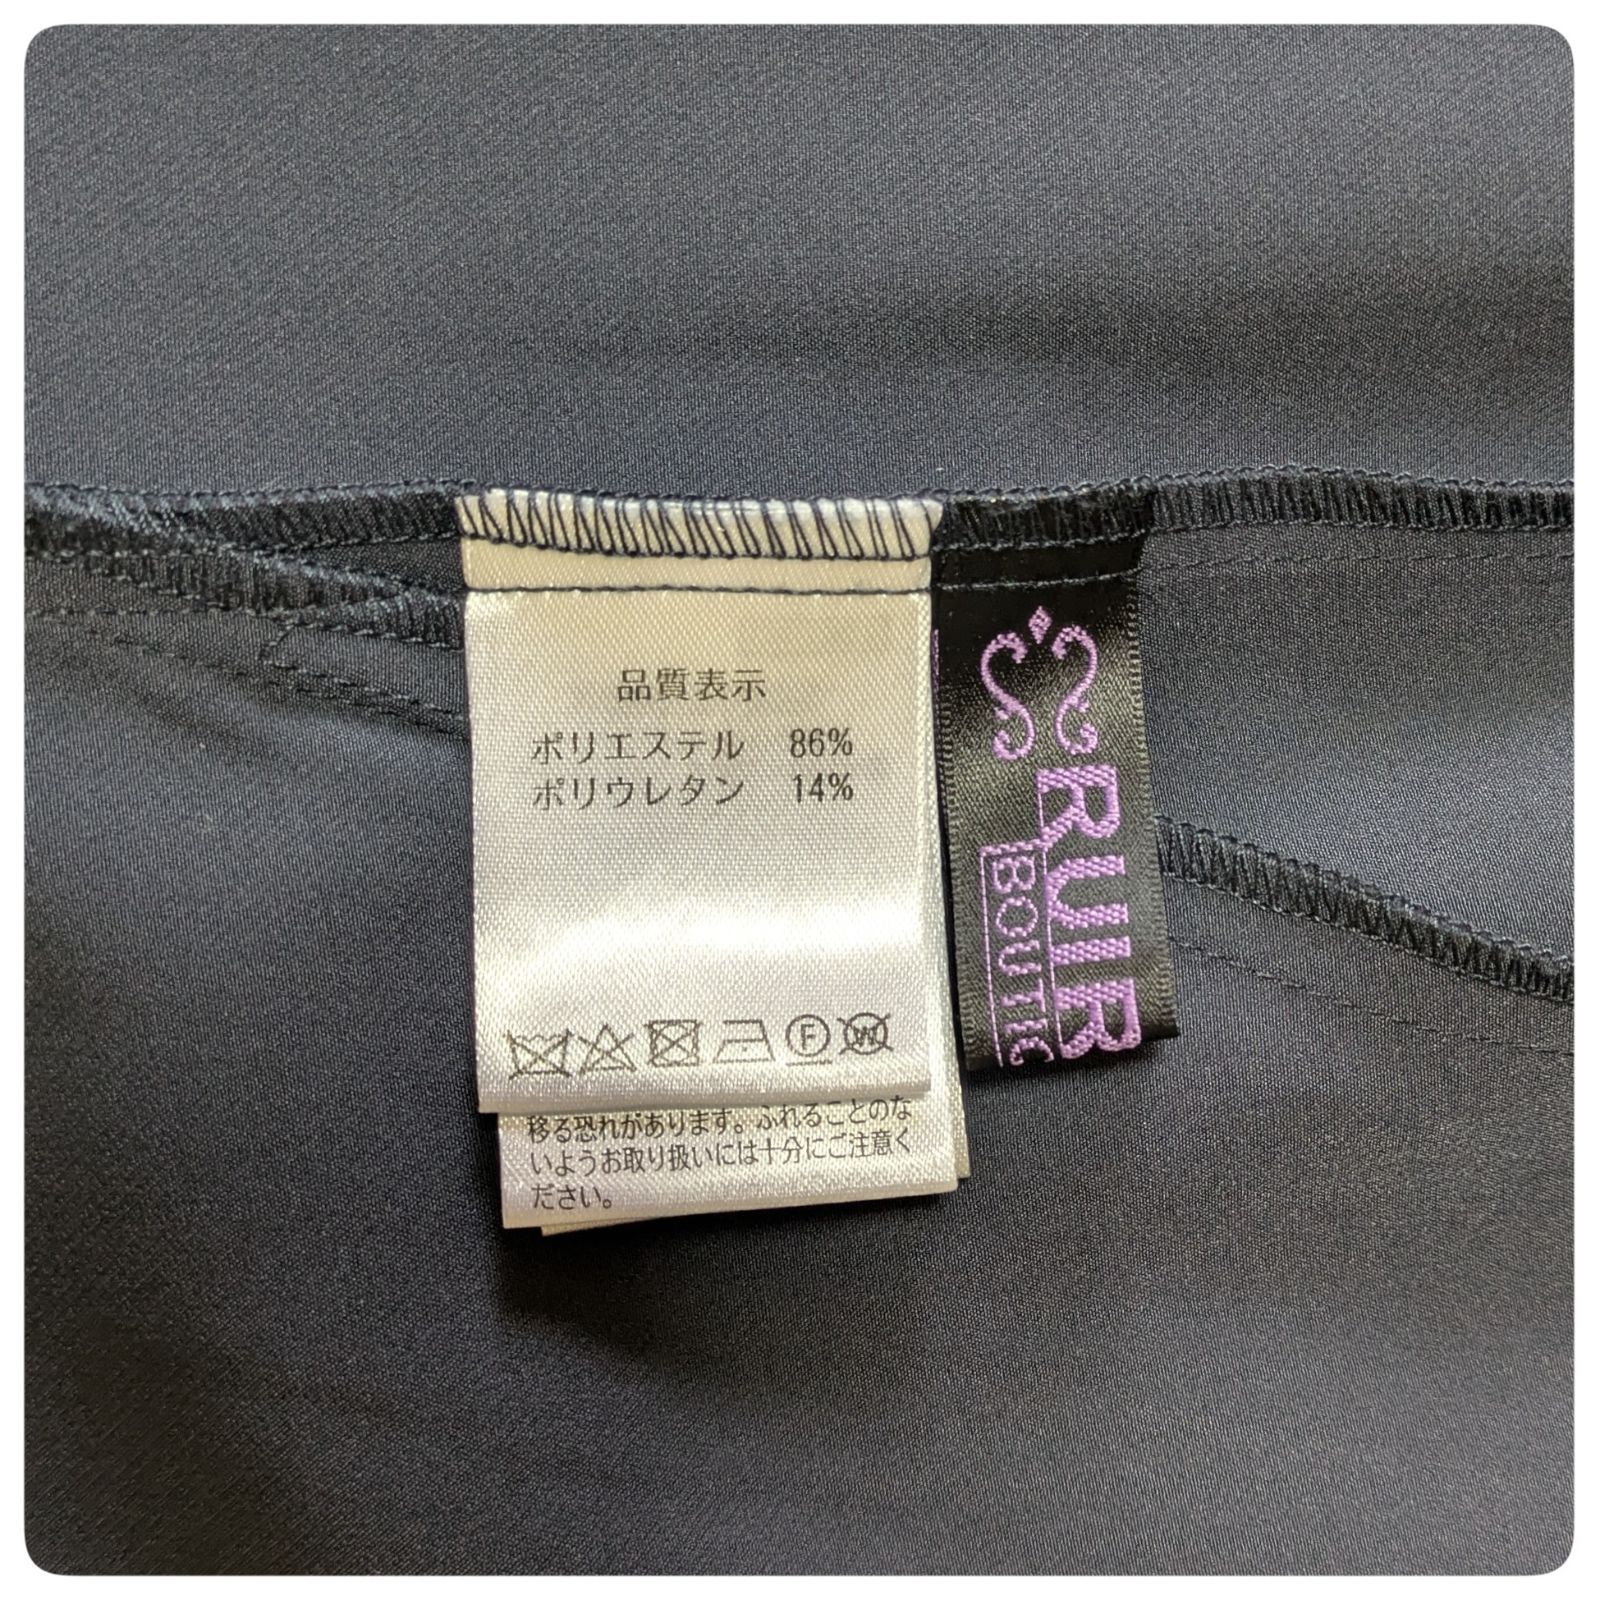 品質表示
ポリエステル 86%
ポリウレタン 14%
F W
移る恐れがあります。ふれることのな
いようお取り扱いには十分にご注意く
ださい。
RUIR
BOUTIC